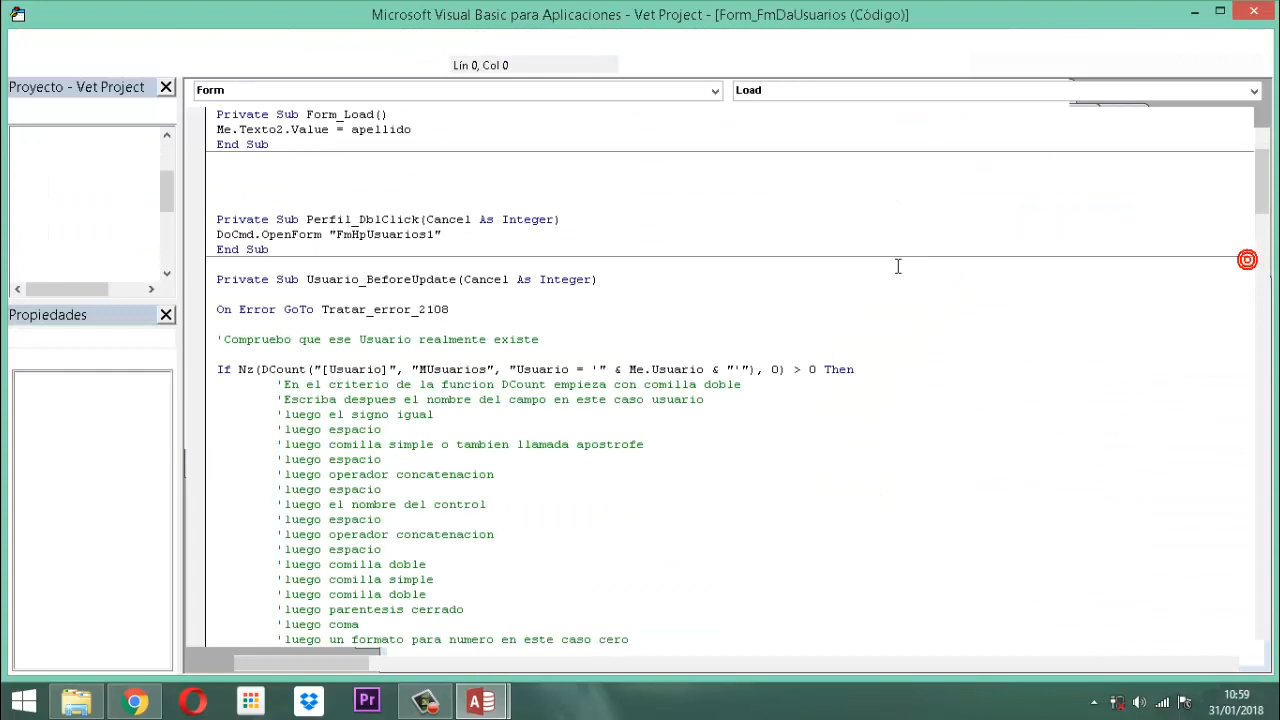 Microsoft Visual Basic para Aplicaciones - Vet Project - [Form_FmDaUsuarios (Código)]
Lín 0, Col 0
Proyecto - Vet Project
Form
Load
Private Sub Form_Load()
Me.Texto2.Value = apellido
End Sub
Private Sub Perfil_DblClick(Cancel As Integer)
DoCmd.OpenForm "FmHpUsuarios1"
End Sub
Private Sub Usuario_BeforeUpdate(Cancel As Integer)
Propiedades
On Error GoTo Tratar_error_2108
'Compruebo que ese Usuario realmente existe
If Nz(DCount("[Usuario]", "MUsuarios", "Usuario = '" & Me.Usuario & "'"), 0) > 0 Then
'En el criterio de la funcion DCount empieza con comilla doble
'Escriba despues el nombre del campo en este caso usuario
'luego el signo igual
'luego espacio
'luego comilla simple o tambien llamada apostrofe
'luego espacio
'luego operador concatenacion
'luego espacio
'luego el nombre del control
'luego espacio
'luego operador concatenacion
'luego espacio
'luego comilla doble
'luego comilla simple
'luego comilla doble
'luego parentesis cerrado
'luego coma
'luego un formato para numero en este caso cero
Pr
10:59
31/01/2018